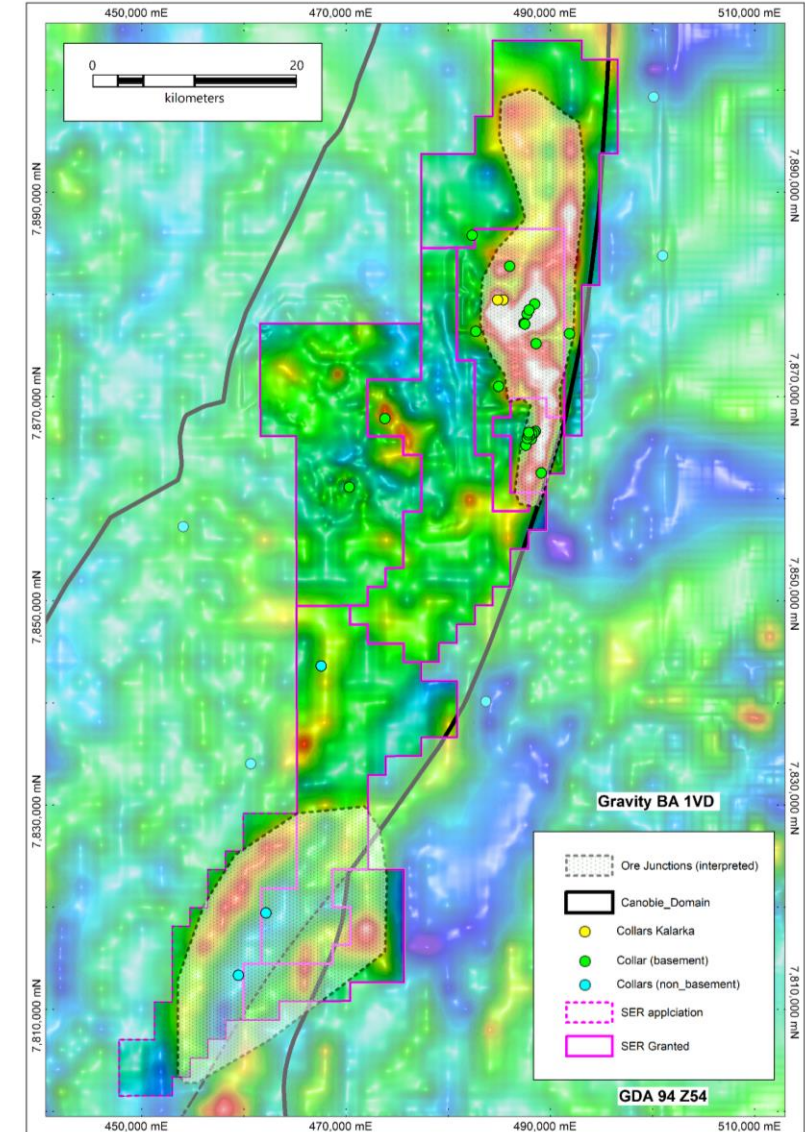 450,000 mE 470,000 mE 490,000 mE 510,000 mE
0 20
kilometers
7,890,000 mN 7,890,000 mN
7,870,000 mN 7,870,000 mN
7,850,000 mN 7,850,000 mN
7,830,000 mN 7,830,000 mN
Gravity BA 1VD
Ore Junctions (interpreted)
Canobie_Domain
Collars Kalarka
Collar (basement)
Collars (non_basement)
SER applciation
SER Granted
7,810,000 mN 7,810,000 mN
GDA 94 Z54
450,000 mE 470,000 mE 490,000 mE 510,000 mE